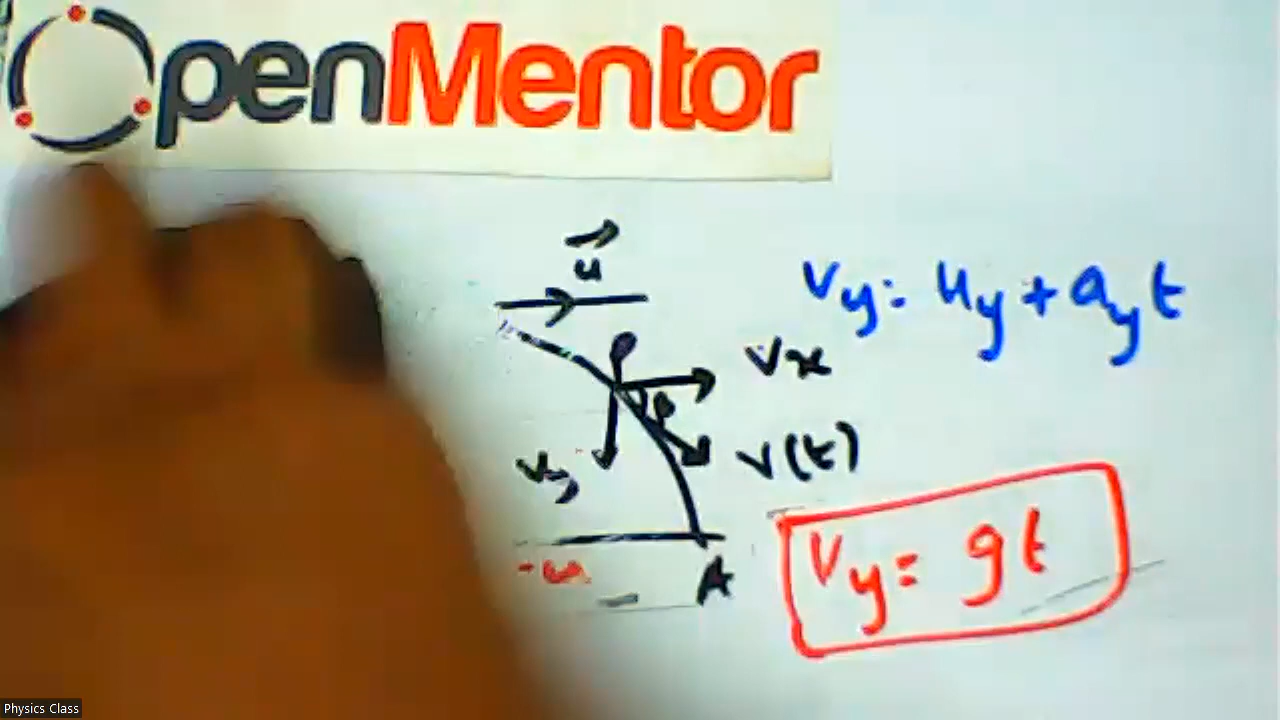 OpenMentor
u
Vy = Uy + ayt
P
Vx
Vy
V(t)
A
Vy = gt
Physics Class